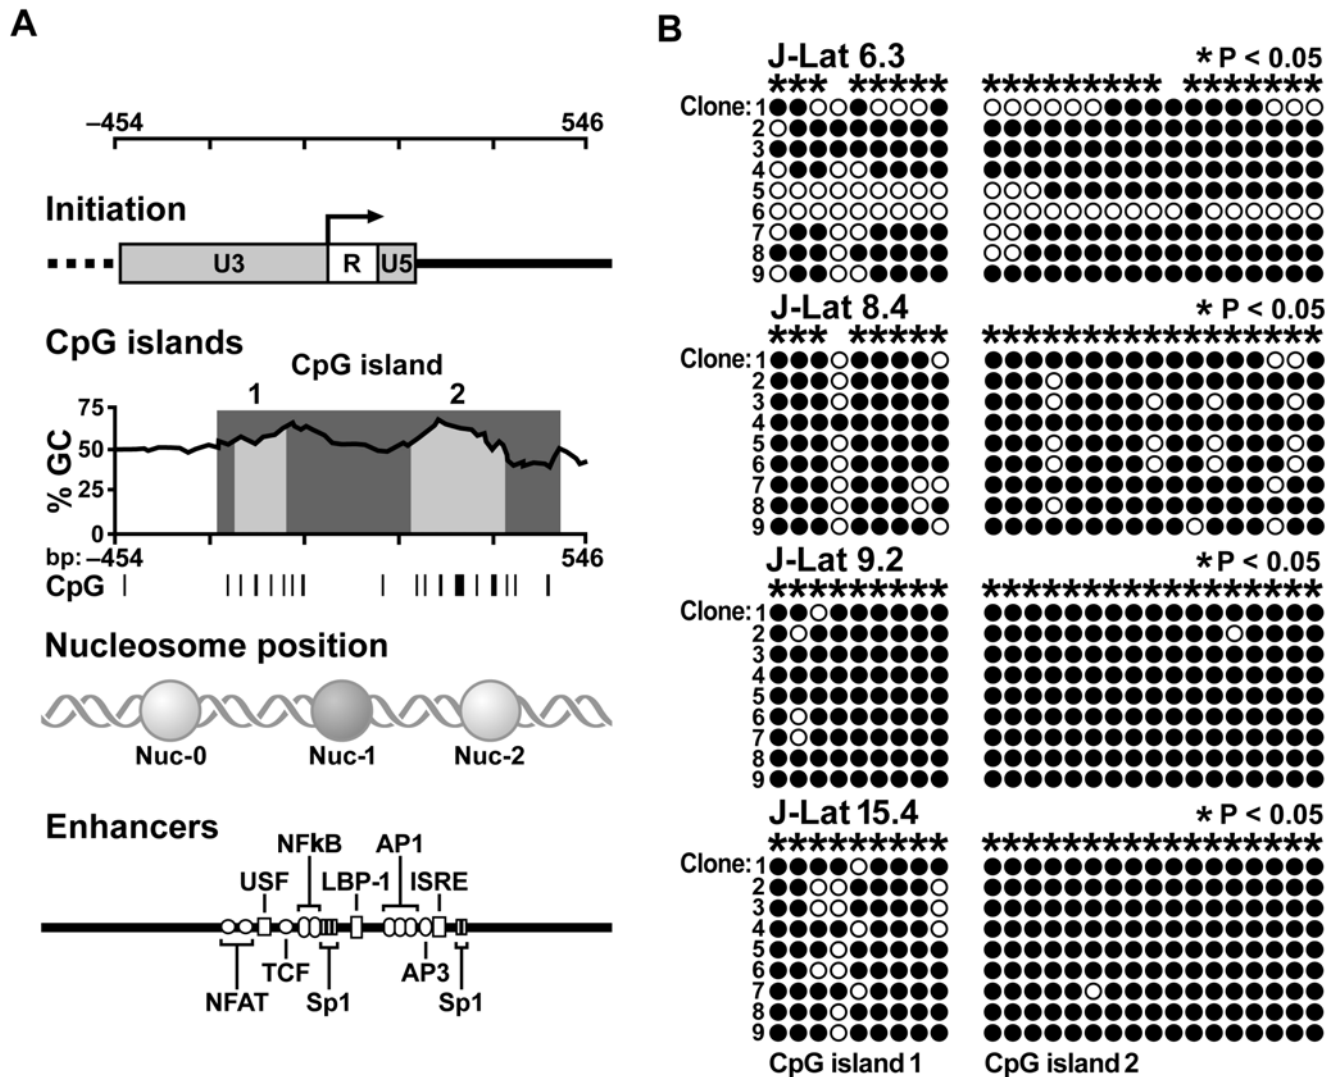 A
–454 546
Initiation
U3 R U5
CpG islands
CpG island
1 2
75
50
25
0
% GC
bp: –454 546
CpG
Nucleosome position
Nuc-0 Nuc-1 Nuc-2
Enhancers
NFkB AP1
USF LBP-1 ISRE
TCF AP3
NFAT Sp1 Sp1
B
J-Lat 6.3 * P < 0.05
*** ***** ********* *******
Clone: 1
2
3
4
5
6
7
8
9
J-Lat 8.4 * P < 0.05
*** ***** *****************
Clone: 1
2
3
4
5
6
7
8
9
J-Lat 9.2 * P < 0.05
********* *****************
Clone: 1
2
3
4
5
6
7
8
9
J-Lat 15.4 * P < 0.05
********* *****************
Clone: 1
2
3
4
5
6
7
8
9
CpG island 1 CpG island 2